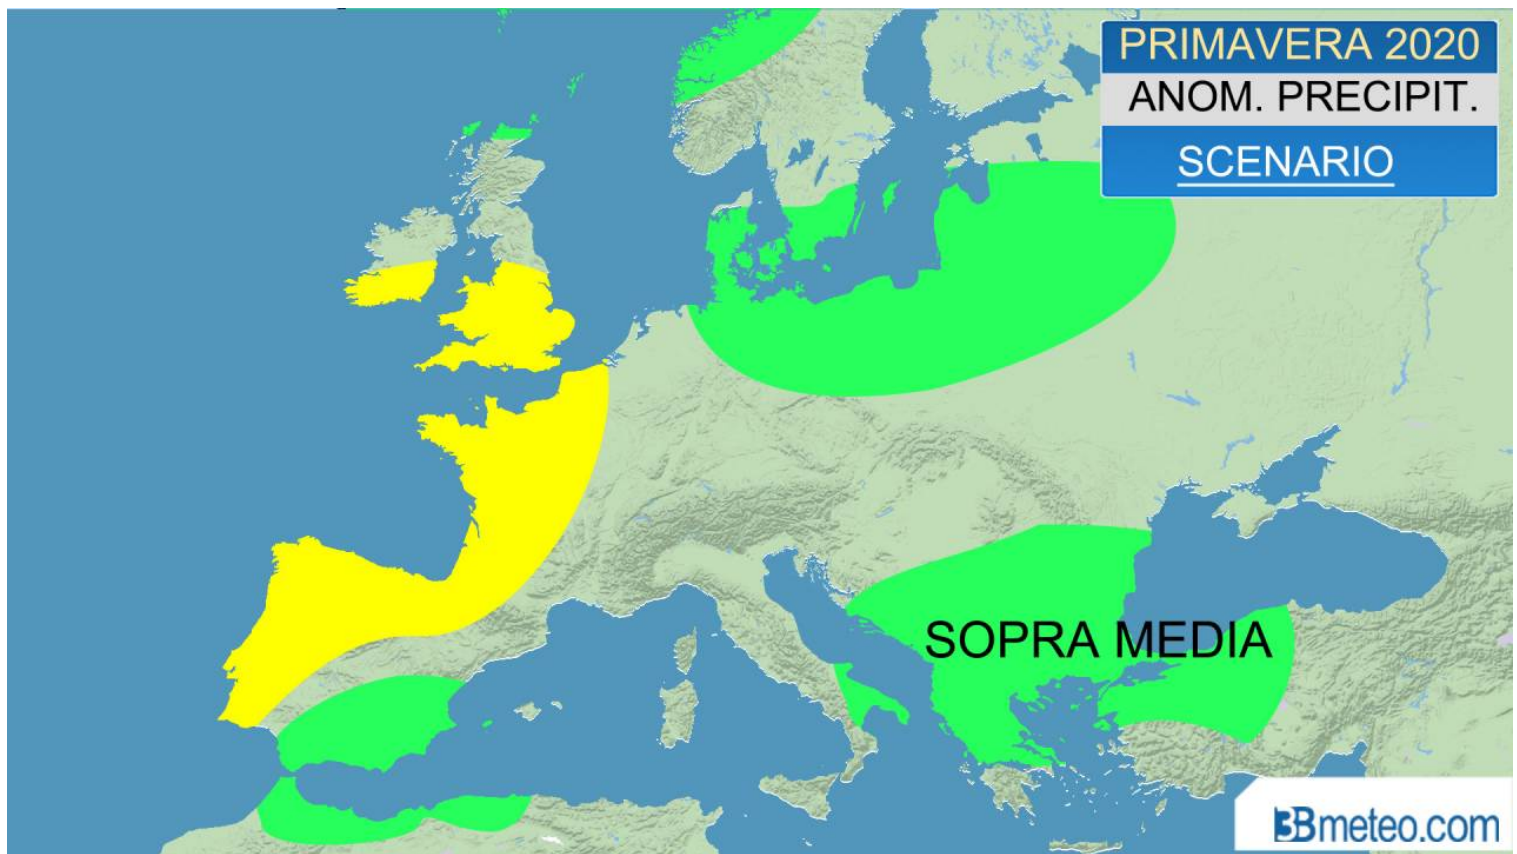 PRIMAVERA 2020
ANOM. PRECIPIT.
SCENARIO
SOPRA MEDIA
3Bmeteo.com